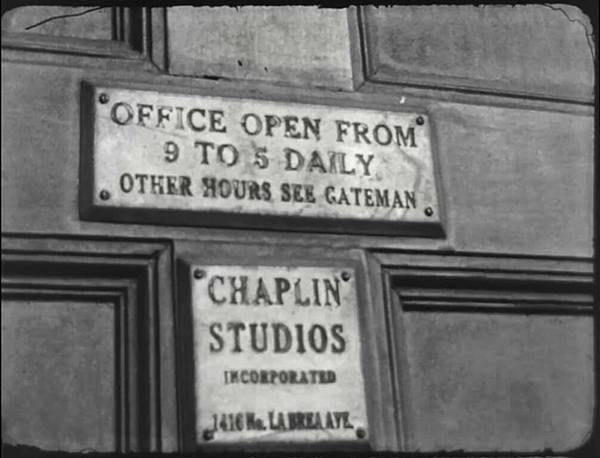 OFFICE OPEN FROM
9 TO 5 DAILY
OTHER HOURS SEE GATEMAN
CHAPLIN
STUDIOS
INCORPORATED
1416 No. LA BREA AVE.